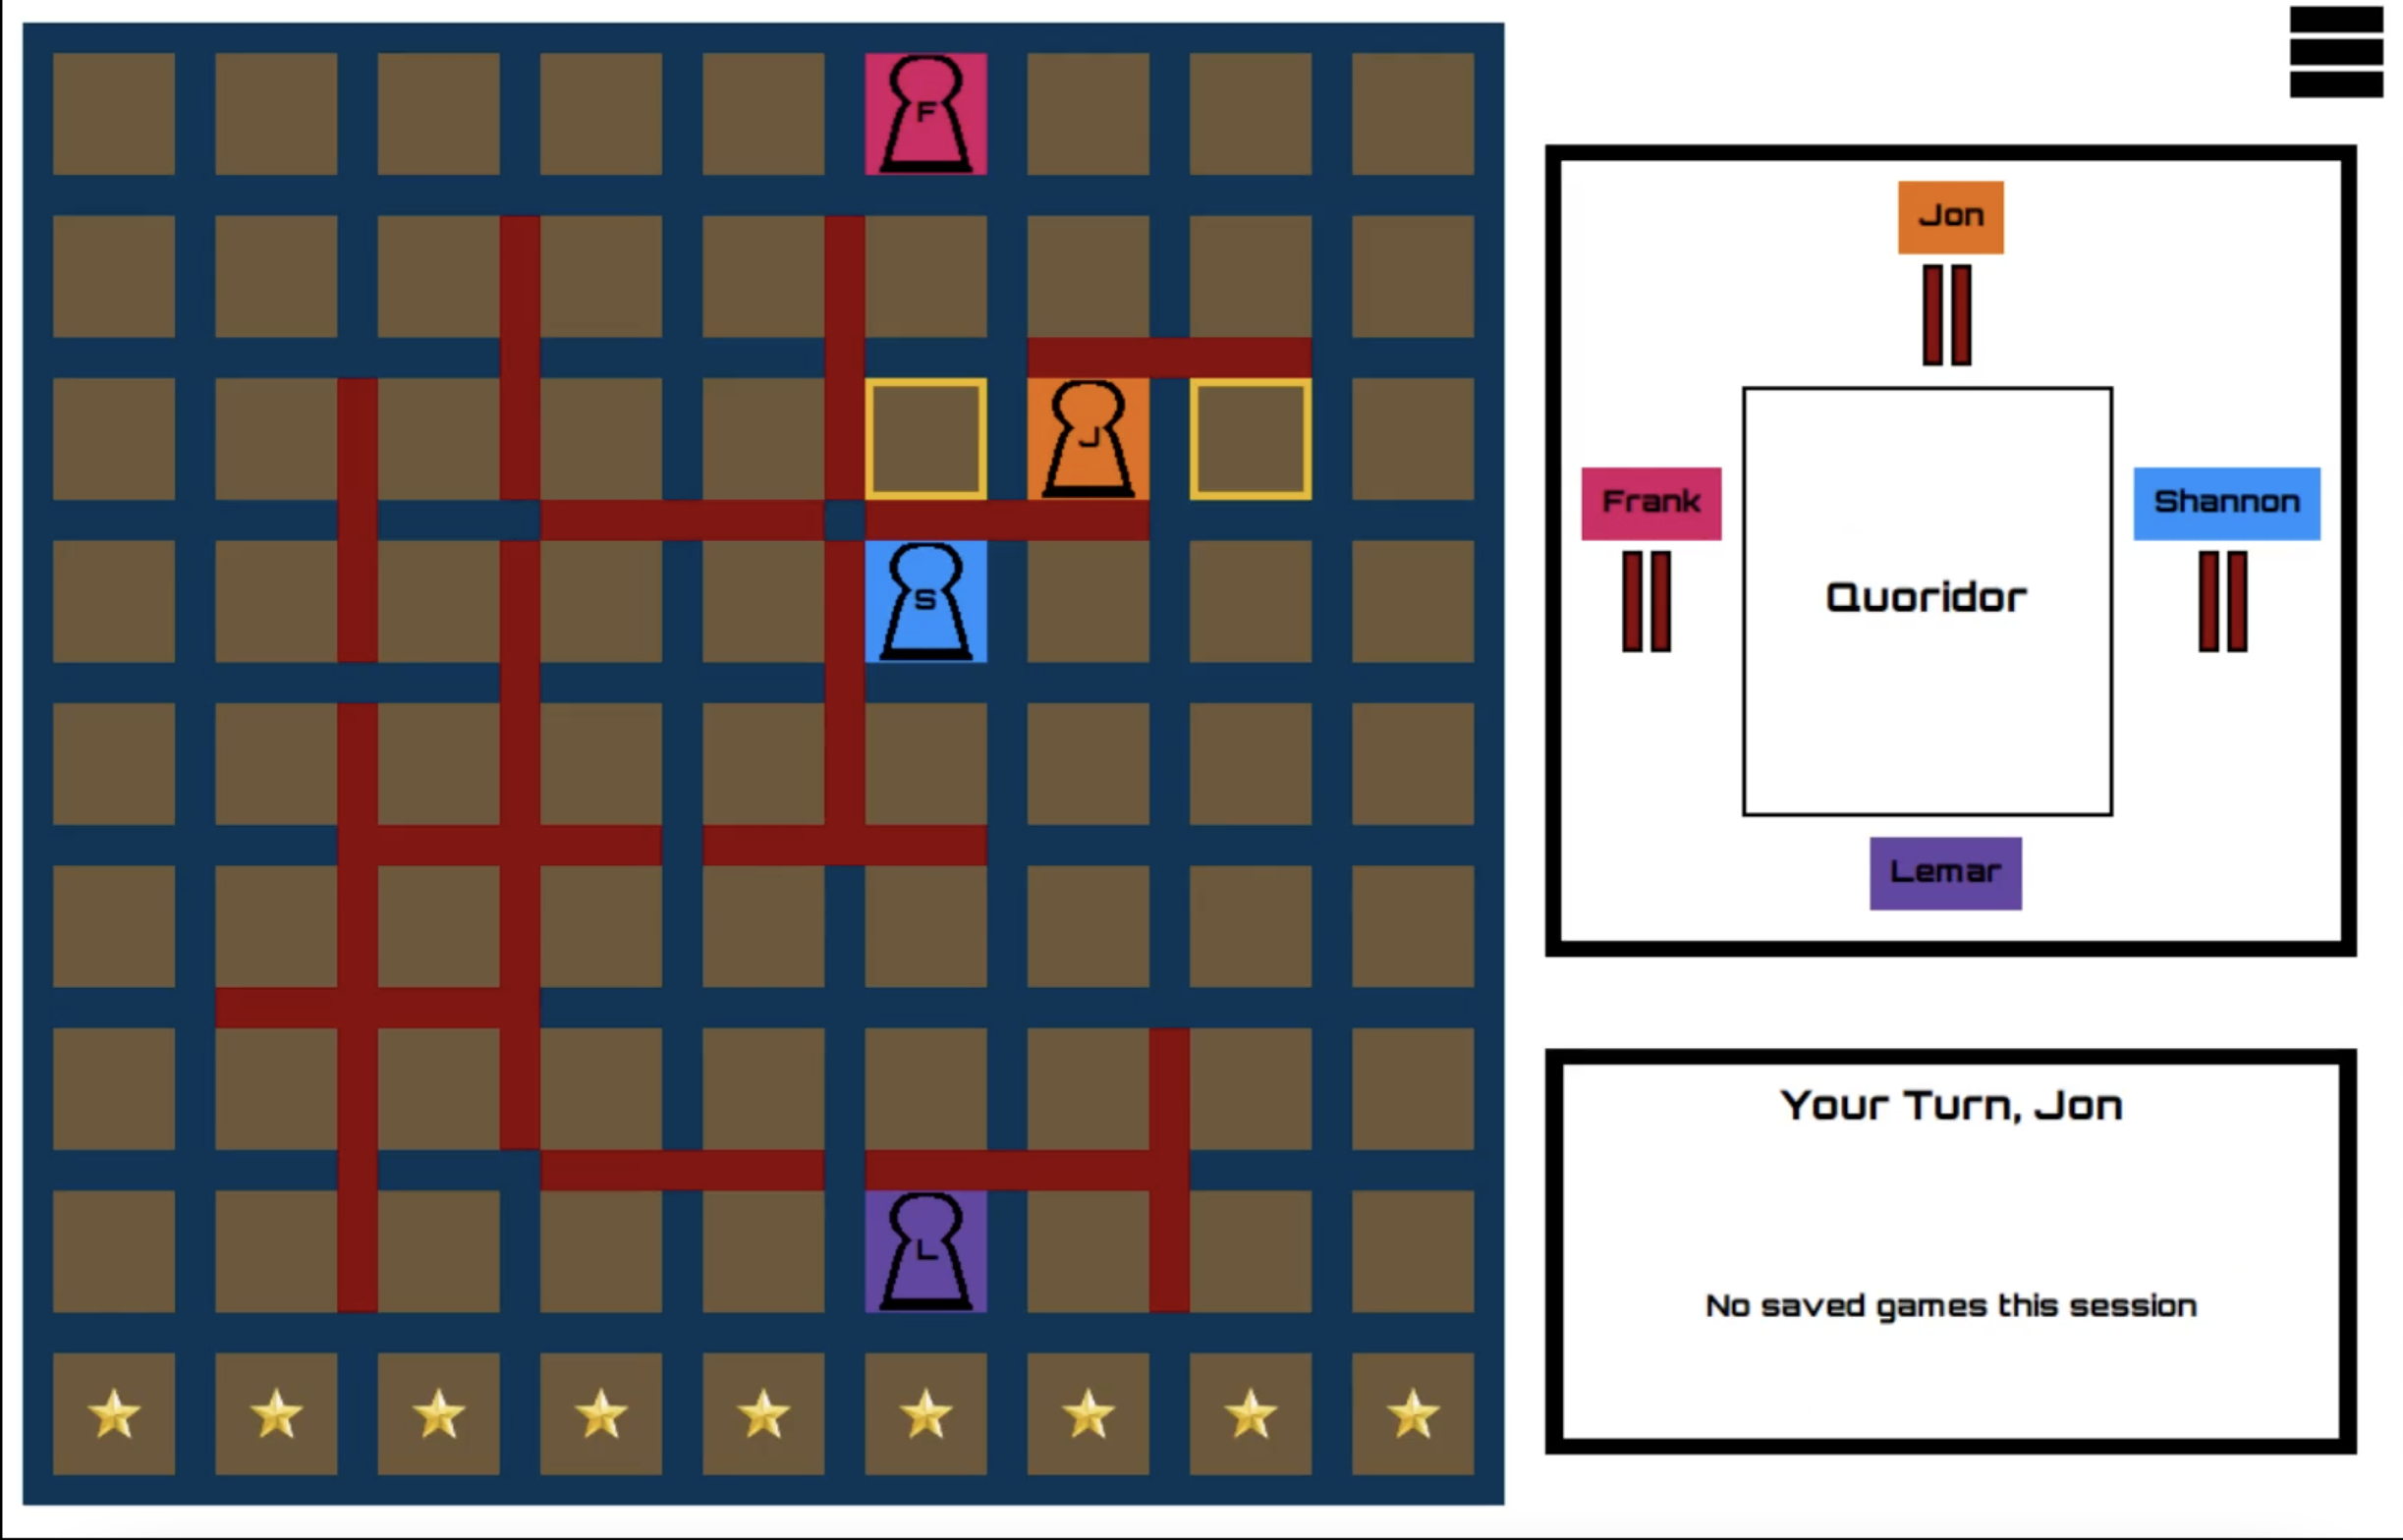 F
J
S
L
Jon
Frank
Shannon
Quoridor
Lemar
Your Turn, Jon
No saved games this session